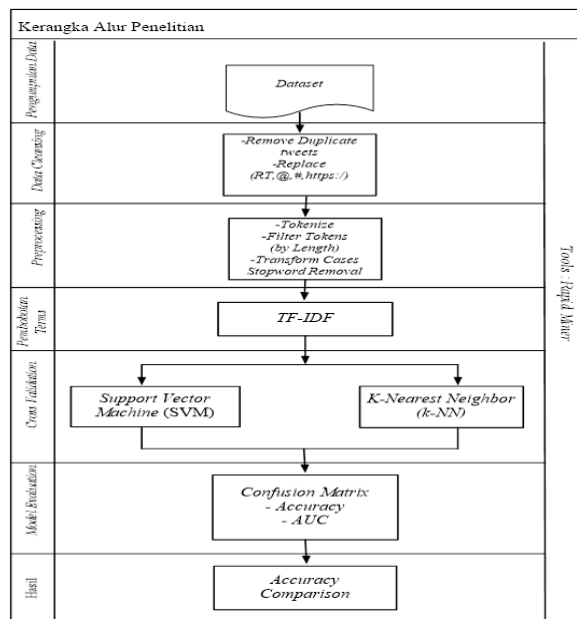 Kerangka Alur Penelitian
Pengumpulan Data
Dataset
Data Cleansing
-Remove Duplicate
tweets
-Replace
(RT,@,#,https:/)
Preprocessing
-Tokenize
- Filter Tokens
(by Length)
-Transform Cases
Stopword Removal
Pembobotan
Terms
TF-IDF
Cross Validation
Support Vector
Machine (SVM)
K-Nearest Neighbor
(k-NN)
Model Evaluation
Confusion Matrix
- Accuracy
- AUC
Hasil
Accuracy
Comparison
Tools : Rapid Miner